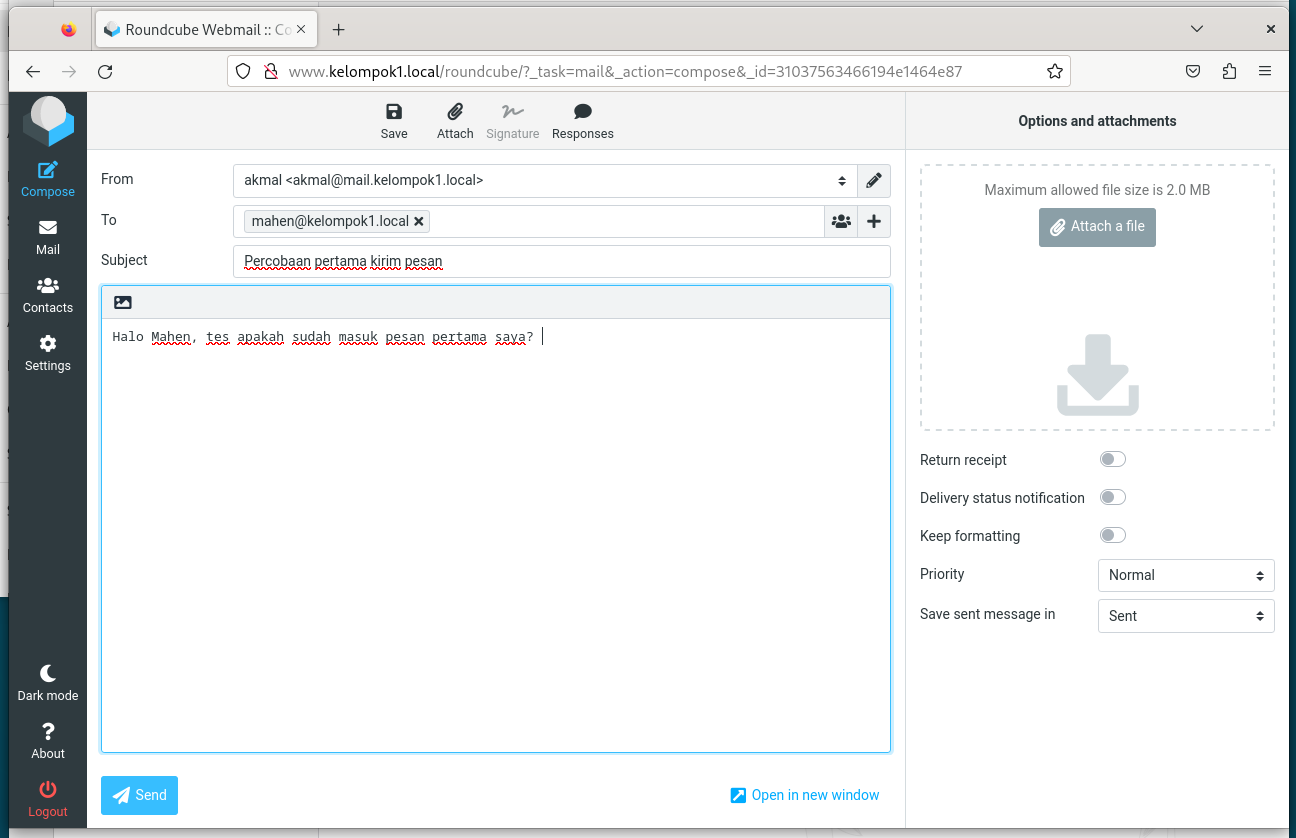 Roundcube Webmail :: Co
www.kelompok1.local/roundcube/?_task=mail&_action=compose&_id=31037563466194e1464e87
Save
Attach
Signature
Responses
Options and attachments
Compose
Mail
Contacts
Settings
Dark mode
About
Logout
From
akmal <akmal@mail.kelompok1.local>
To
mahen@kelompok1.local
Subject
Percobaan pertama kirim pesan
Halo Mahen, tes apakah sudah masuk pesan pertama saya?
Send
Open in new window
Maximum allowed file size is 2.0 MB
Attach a file
Return receipt
Delivery status notification
Keep formatting
Priority
Normal
Save sent message in
Sent